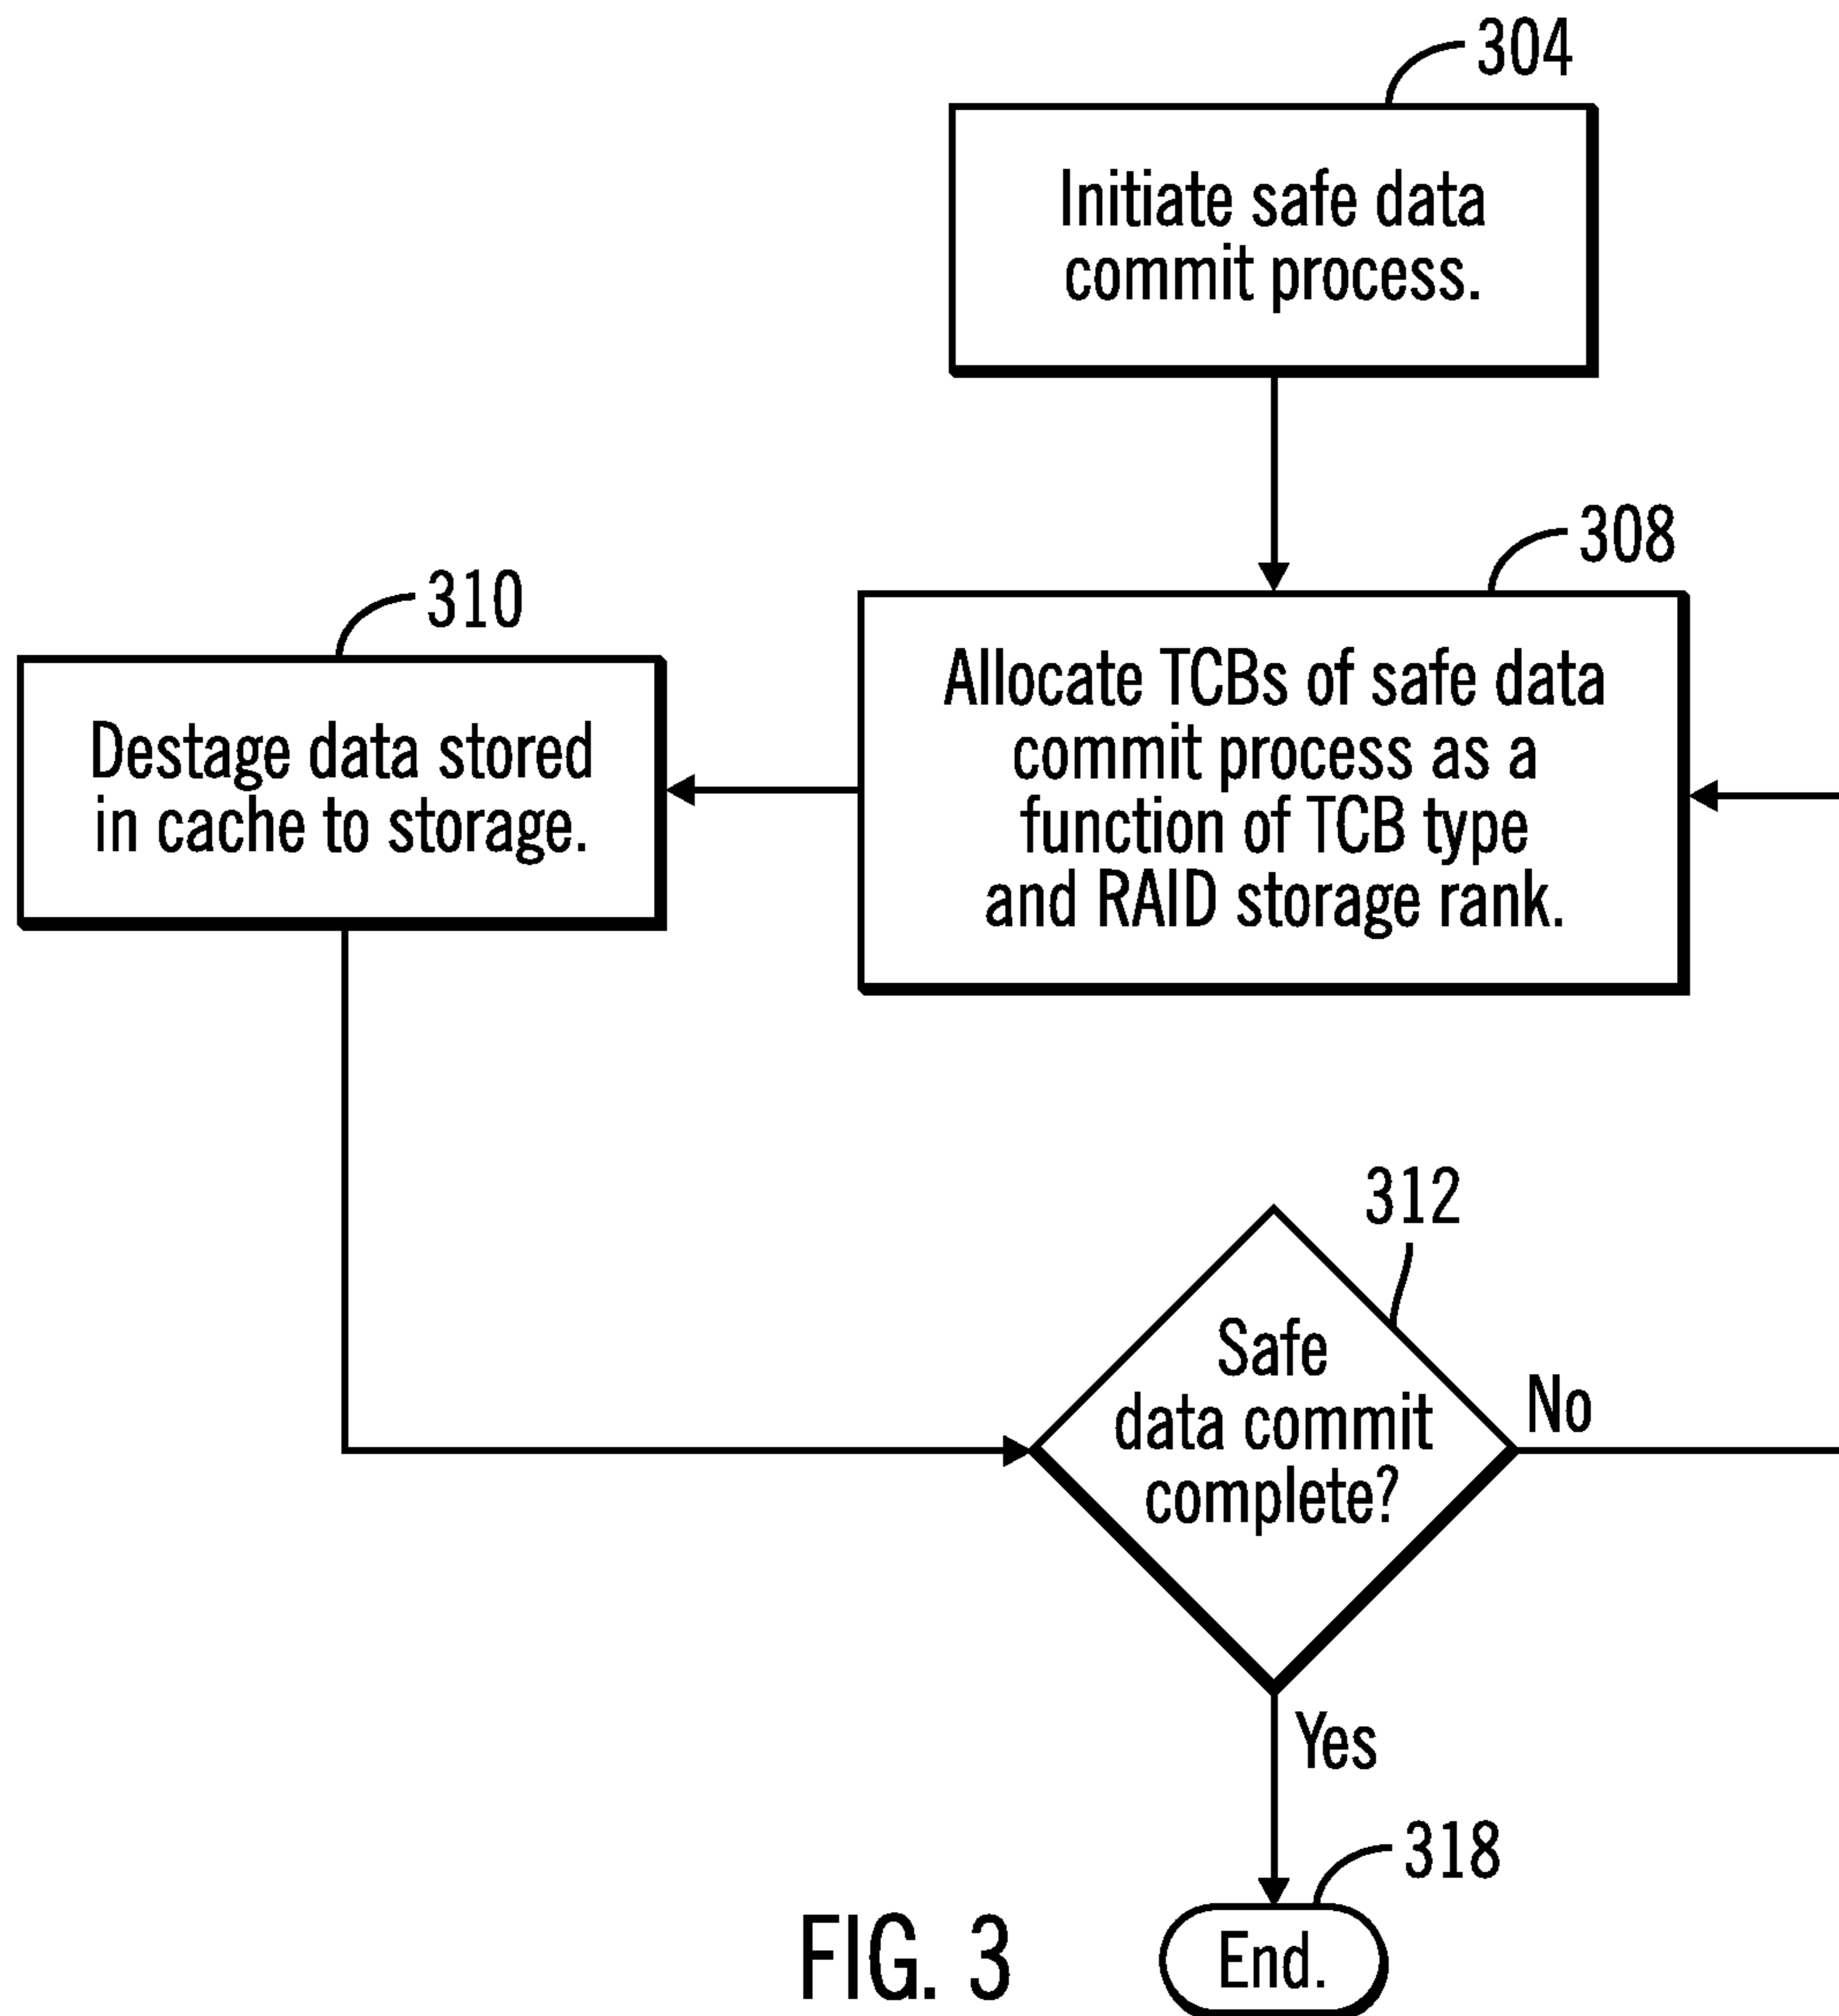 304
Initiate safe data
commit process.
308
Allocate TCBs of safe data
commit process as a
function of TCB type
and RAID storage rank.
310
Destage data stored
in cache to storage.
312
Safe
data commit
complete?
No
Yes
318
End.
FIG. 3